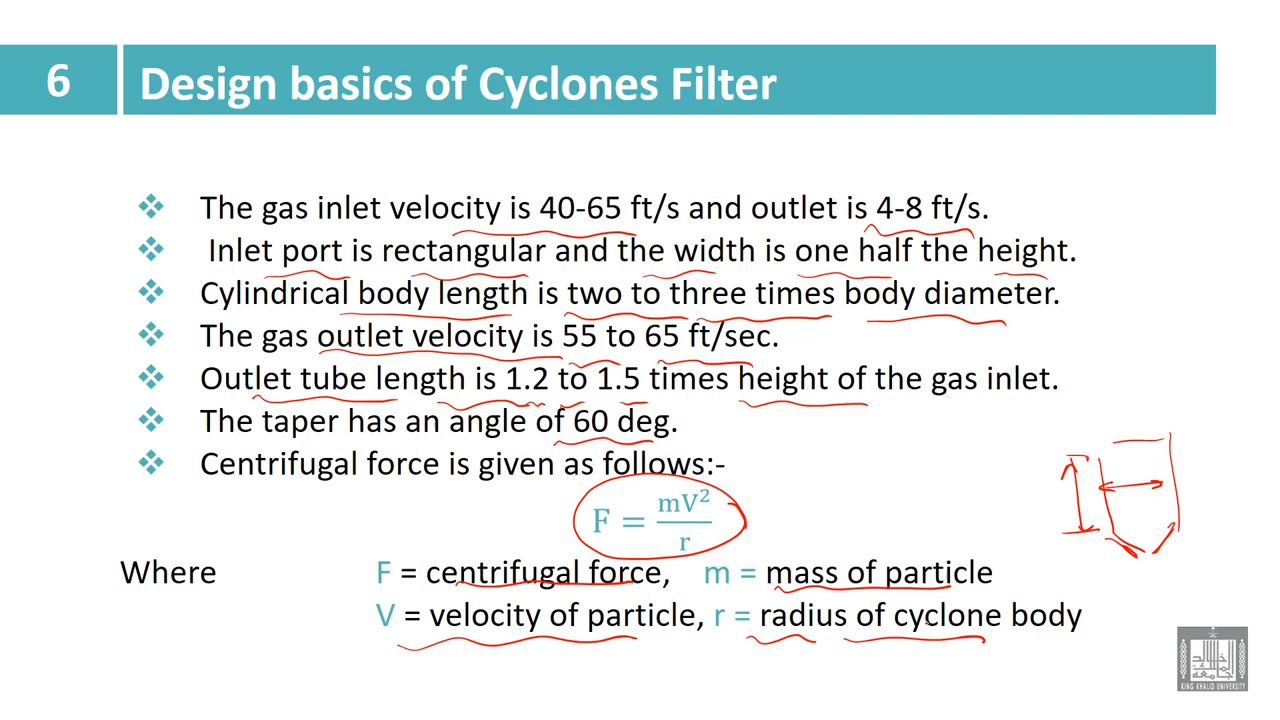 6
Design basics of Cyclones Filter
❖ The gas inlet velocity is 40-65 ft/s and outlet is 4-8 ft/s.
❖ Inlet port is rectangular and the width is one half the height.
❖ Cylindrical body length is two to three times body diameter.
❖ The gas outlet velocity is 55 to 65 ft/sec.
❖ Outlet tube length is 1.2 to 1.5 times height of the gas inlet.
❖ The taper has an angle of 60 deg.
❖ Centrifugal force is given as follows:-
F = mV²/r
Where F = centrifugal force, m = mass of particle
V = velocity of particle, r = radius of cyclone body
KING KHALID UNIVERSITY